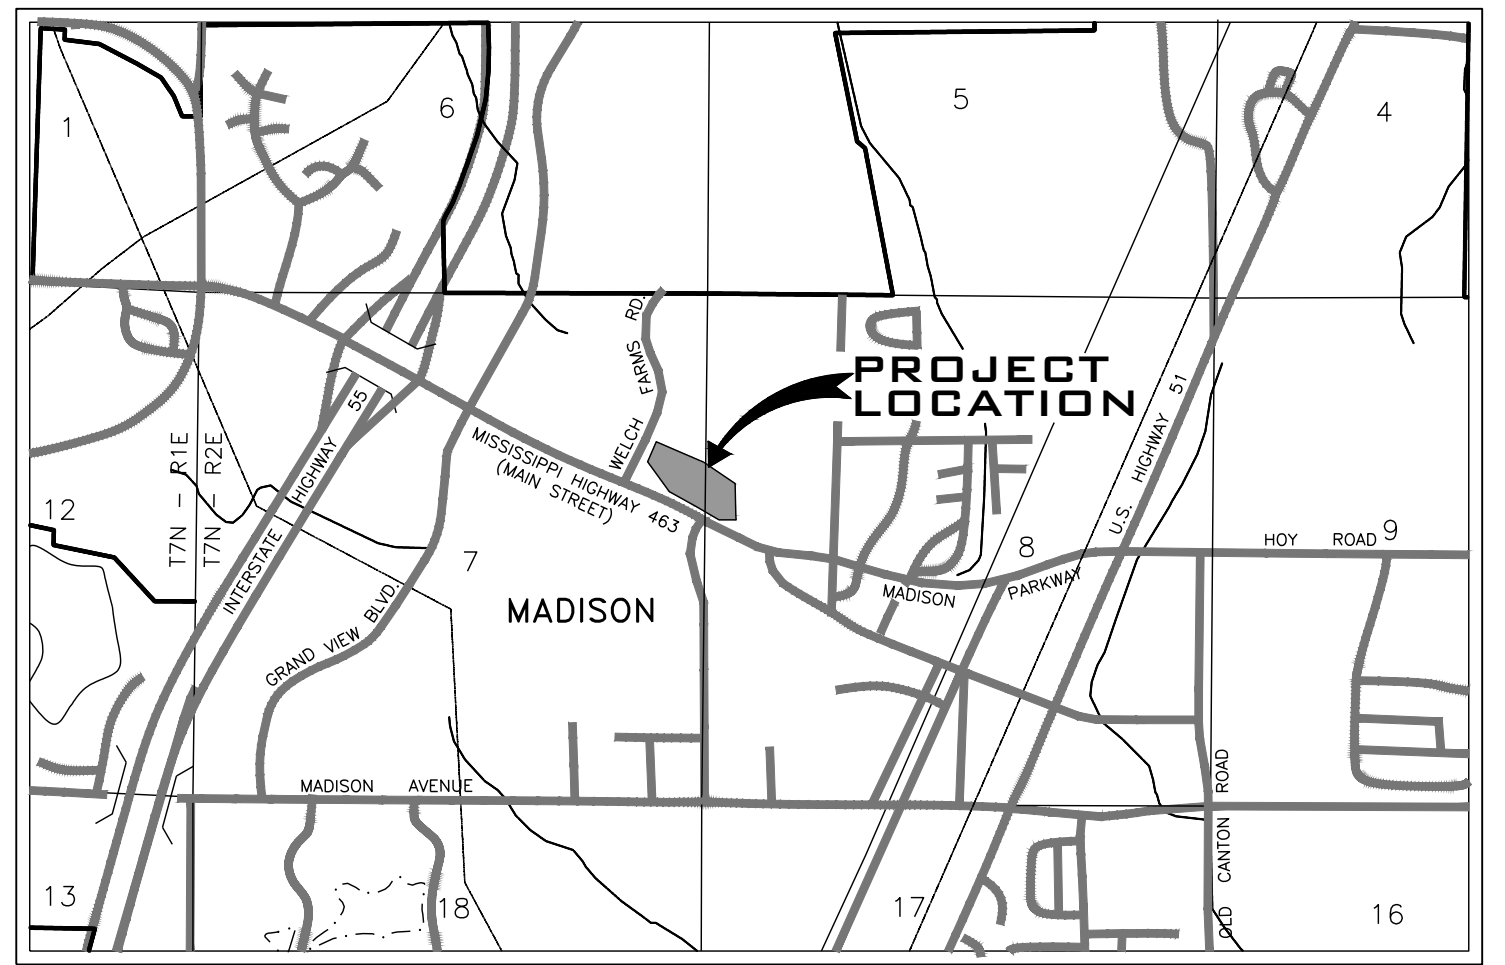 1
6
5
4
WELCH FARMS RD.
PROJECT
LOCATION
55
U.S. HIGHWAY 51
MISSISSIPPI HIGHWAY 463
(MAIN STREET)
T7N - R1E
T7N - R2E
INTERSTATE HIGHWAY
12
7
8
HOY ROAD
9
MADISON PARKWAY
MADISON
GRAND VIEW BLVD.
MADISON AVENUE
OLD CANTON ROAD
13
18
17
16